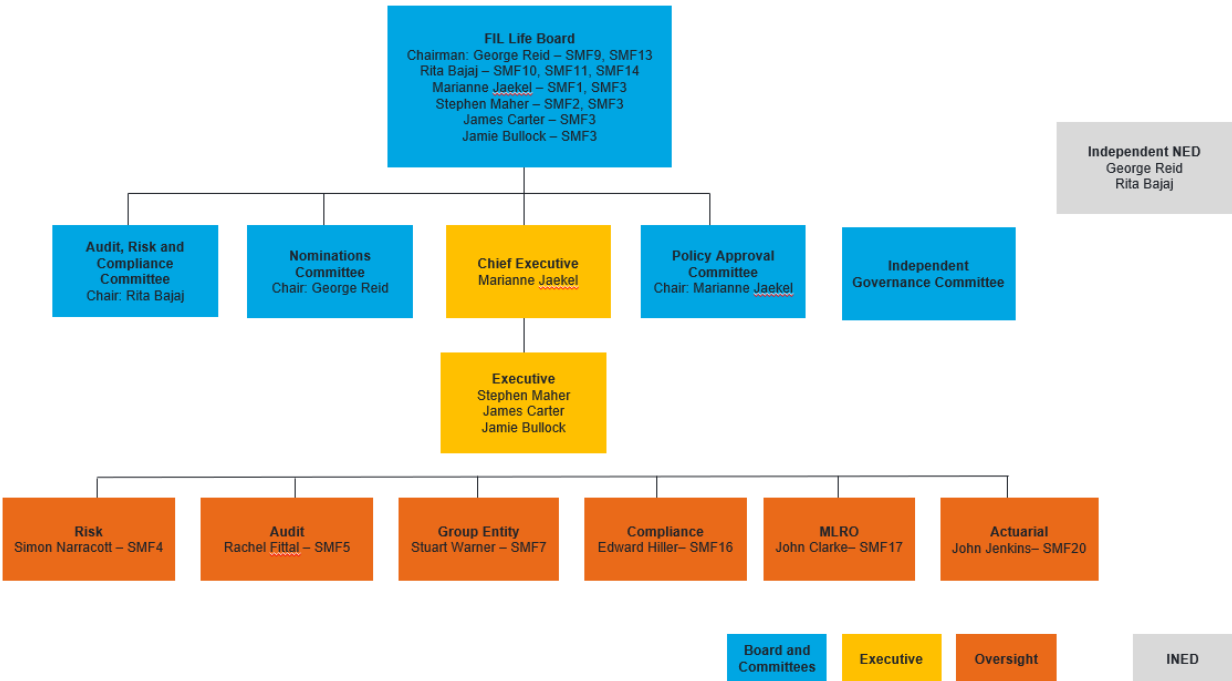 FIL Life Board
Chairman: George Reid – SMF9, SMF13
Rita Bajaj – SMF10, SMF11, SMF14
Marianne Jaekel – SMF1, SMF3
Stephen Maher – SMF2, SMF3
James Carter – SMF3
Jamie Bullock – SMF3
Independent NED
George Reid
Rita Bajaj
Audit, Risk and
Compliance
Committee
Chair: Rita Bajaj
Nominations
Committee
Chair: George Reid
Chief Executive
Marianne Jaekel
Policy Approval
Committee
Chair: Marianne Jaekel
Independent
Governance Committee
Executive
Stephen Maher
James Carter
Jamie Bullock
Risk
Simon Narracott – SMF4
Audit
Rachel Fittal – SMF5
Group Entity
Stuart Warner – SMF7
Compliance
Edward Hiller– SMF16
MLRO
John Clarke– SMF17
Actuarial
John Jenkins– SMF20
Board and
Committees
Executive
Oversight
INED